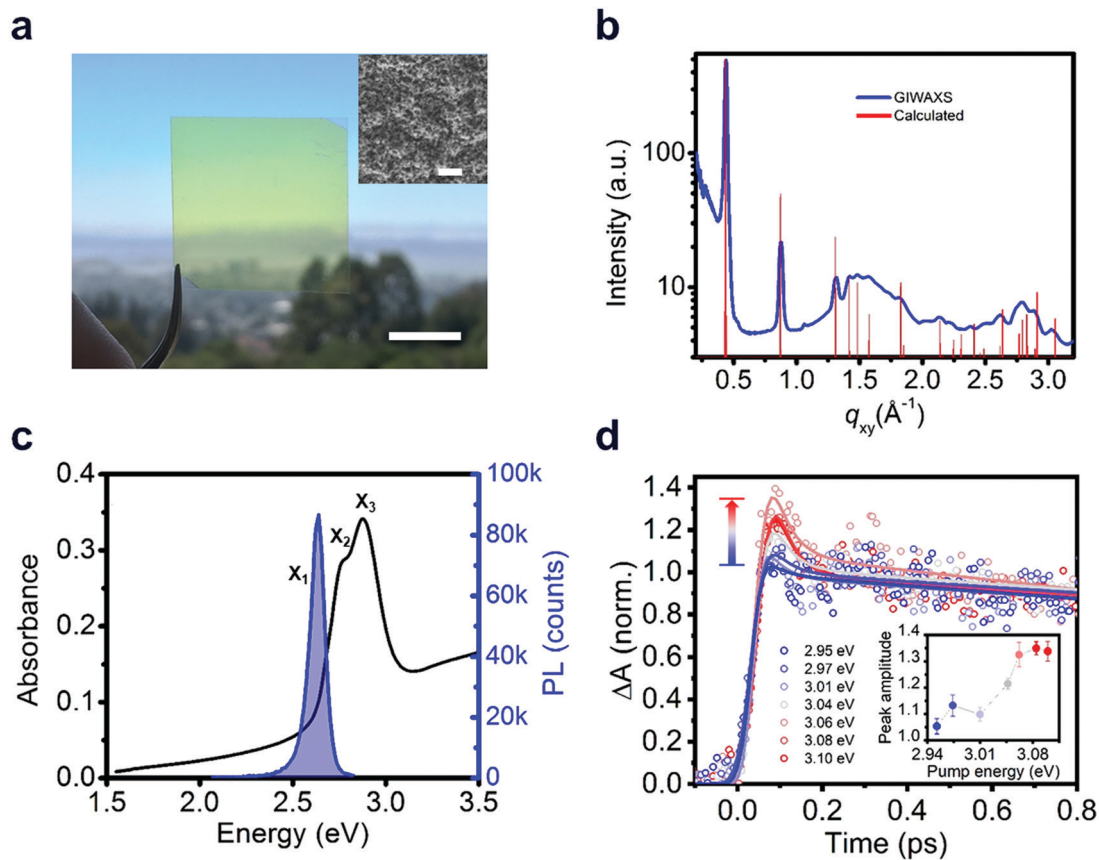 a
b
Intensity (a.u.)
100
10
GIWAXS
Calculated
0.5 1.0 1.5 2.0 2.5 3.0
qxy(Å⁻¹)
c
Absorbance
0.4
0.3
0.2
0.1
0.0
X₁
X₂
X₃
100k
80k
60k
40k
20k
0
PL (counts)
1.5 2.0 2.5 3.0 3.5
Energy (eV)
d
ΔA (norm.)
1.4
1.2
1.0
0.8
0.6
0.4
0.2
0.0
2.95 eV
2.97 eV
3.01 eV
3.04 eV
3.06 eV
3.08 eV
3.10 eV
Peak amplitude
1.4
1.3
1.2
1.1
1.0
2.94 3.01 3.08
Pump energy (eV)
0.0 0.2 0.4 0.6 0.8
Time (ps)